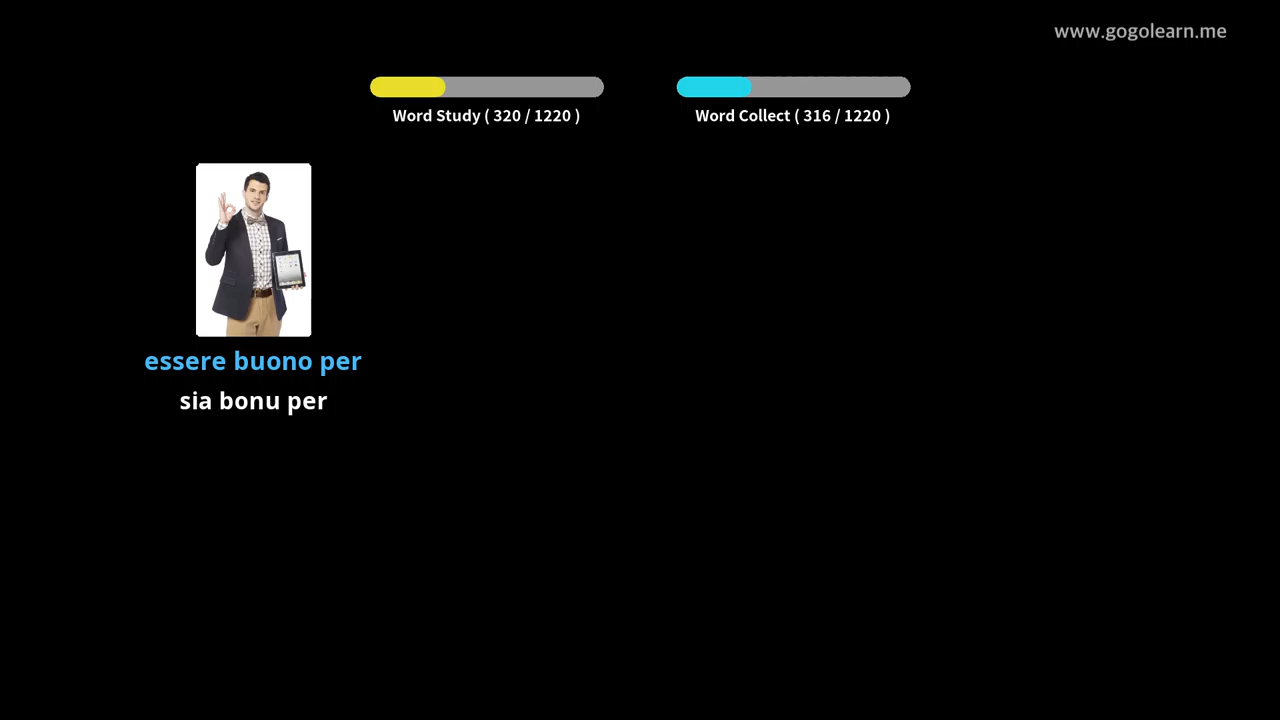 www.gogolearn.me
Word Study ( 320 / 1220 )
Word Collect ( 316 / 1220 )
essere buono per
sia bonu per